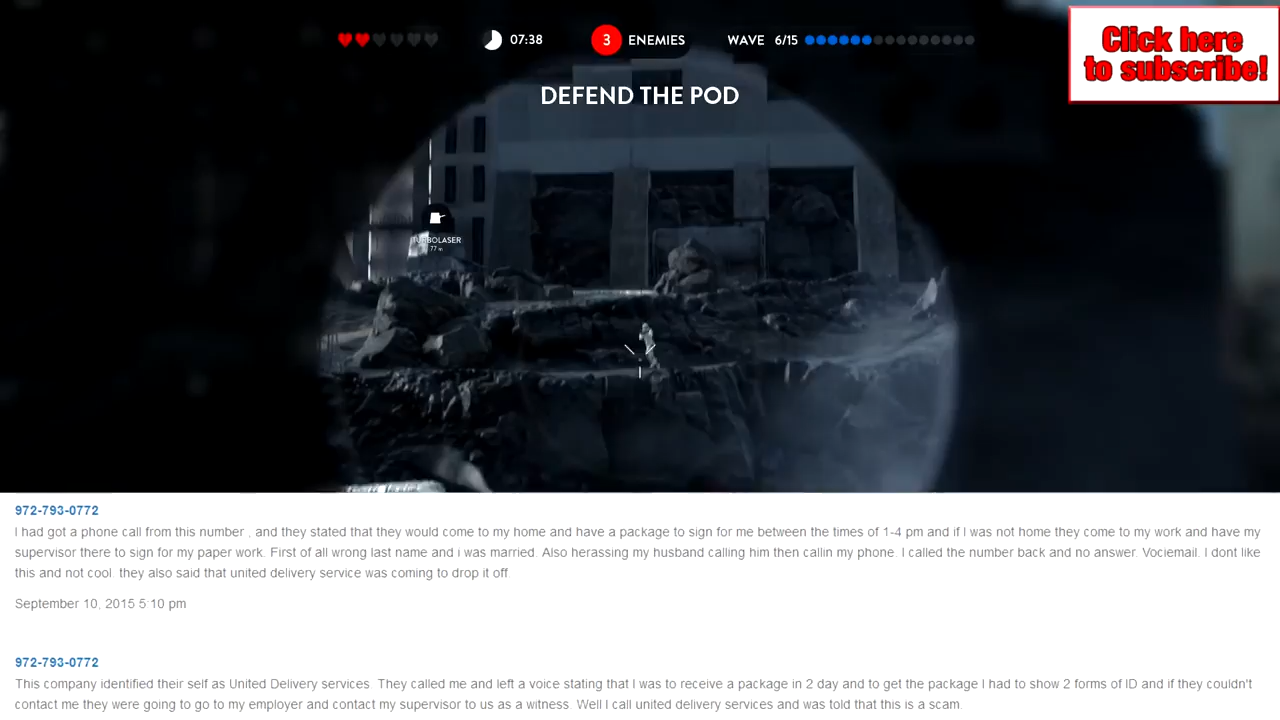 07:38
3 ENEMIES
WAVE 6/15
Click here
to subscribe!
DEFEND THE POD
TURBOLASER
77 m
972-793-0772
I had got a phone call from this number , and they stated that they would come to my home and have a package to sign for me between the times of 1-4 pm and if I was not home they come to my work and have my
supervisor there to sign for my paper work. First of all wrong last name and i was married. Also herassing my husband calling him then callin my phone. I called the number back and no answer. Vociemail. I dont like
this and not cool. they also said that united delivery service was coming to drop it off
September 10, 2015 5:10 pm
972-793-0772
This company identified their self as United Delivery services. They called me and left a voice stating that I was to receive a package in 2 day and to get the package I had to show 2 forms of ID and if they couldn't
contact me they were going to go to my employer and contact my supervisor to us as a witness. Well I call united delivery services and was told that this is a scam.